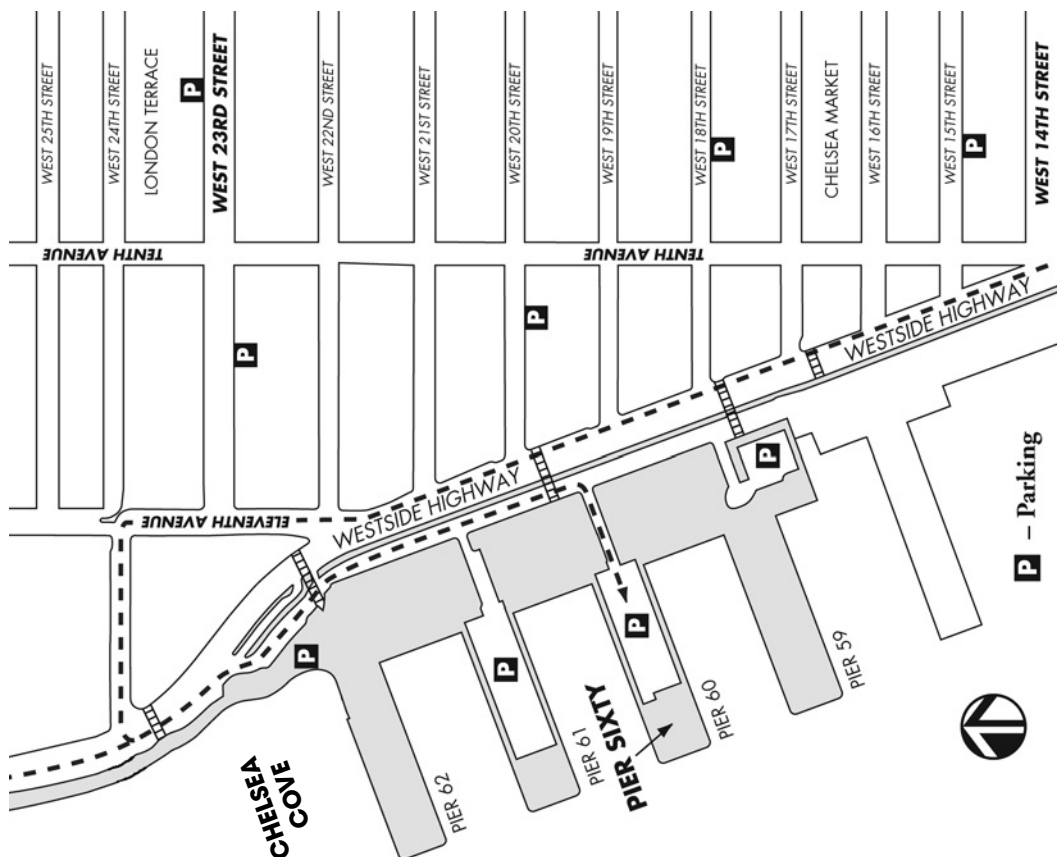 WEST 25TH STREET
WEST 24TH STREET
LONDON TERRACE
P
WEST 23RD STREET
WEST 22ND STREET
WEST 21ST STREET
WEST 20TH STREET
WEST 19TH STREET
WEST 18TH STREET
P
WEST 17TH STREET
CHELSEA MARKET
WEST 16TH STREET
WEST 15TH STREET
P
WEST 14TH STREET
TENTH AVENUE
TENTH AVENUE
P
P
WESTSIDE HIGHWAY
ELEVENTH AVENUE
WESTSIDE HIGHWAY
P
P
P
P
CHELSEA
COVE
PIER 62
PIER 61
PIER SIXTY
PIER 60
PIER 59
P – Parking